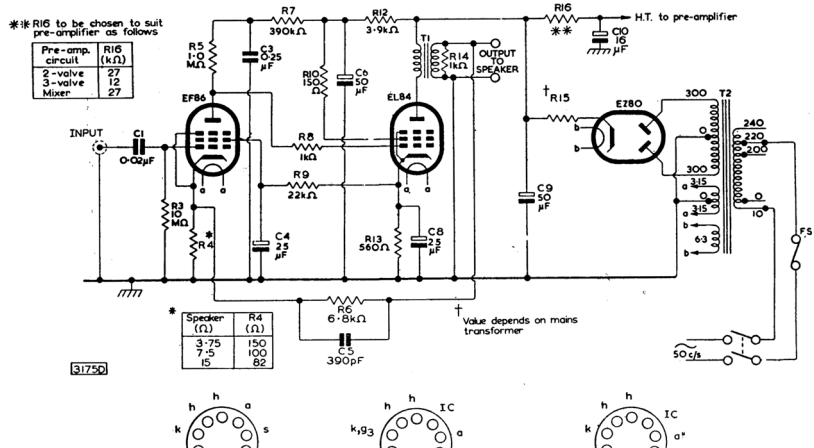 ** R16 to be chosen to suit
pre-amplifier as follows
Pre-amp. circuit R16 (kΩ)
2-valve 27
3-valve 12
Mixer 27
R7
390kΩ
R12
3·9kΩ
R16
**
H.T. to pre-amplifier
C10
16
μF
R5
1·0
MΩ
C3
0·25
μF
R10
150
Ω
C6
50
μF
T1
R14
1kΩ
OUTPUT
TO
SPEAKER
EF86
EL84
† R15
EZ80
b
b
300
0
300
T2
240
220
200
0
10
a 3·15
0
3·15
a
b
6·3
b
INPUT
C1
0·02μF
R8
1kΩ
R9
22kΩ
a a
a a
R3
10
MΩ
*
R4
C4
25
μF
R13
560Ω
C8
25
μF
C9
50
μF
F.S
R6
6·8kΩ
C5
390pF
*
Speaker (Ω) R4 (Ω)
3·75 150
7·5 100
15 82
† Value depends on mains
transformer
50c/s
3175D
h h a
k s
h h IC
k,g3 a
h h IC
k a"